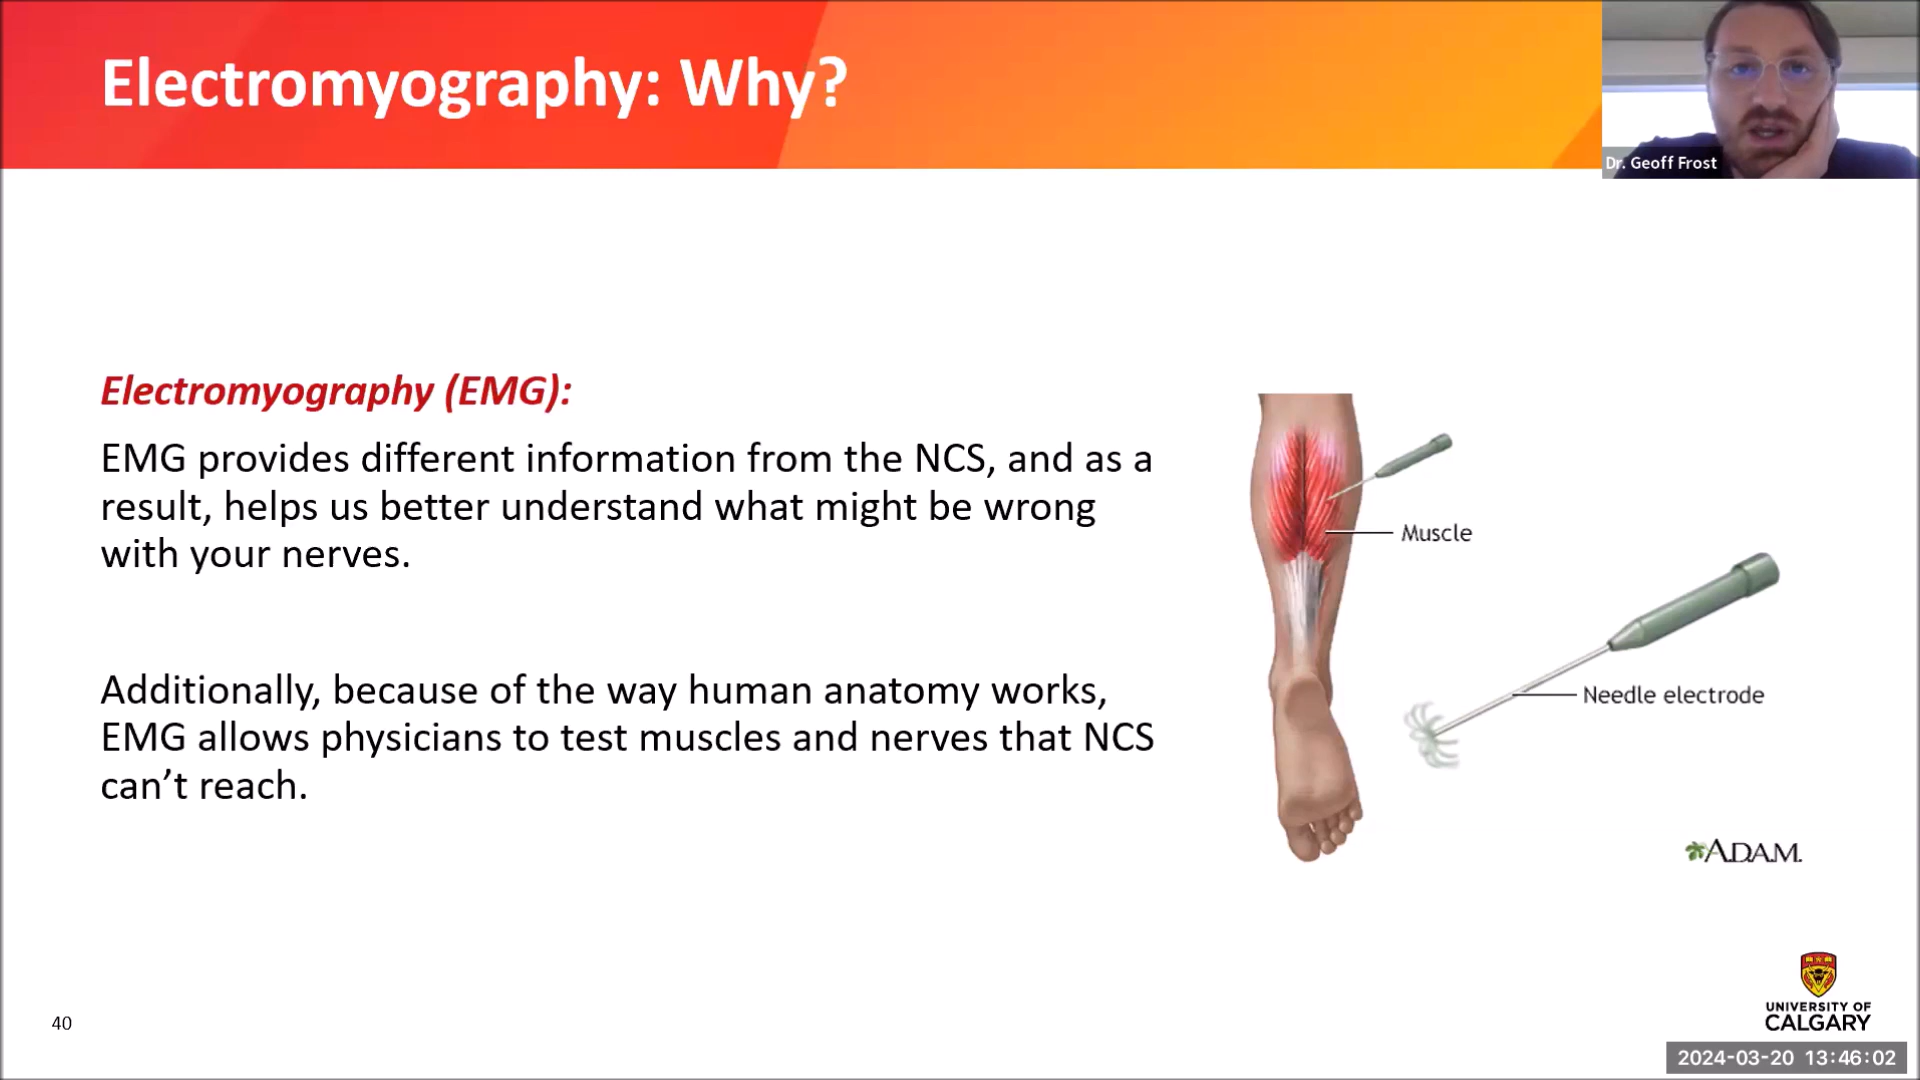 Electromyography: Why?
Dr. Geoff Frost
Electromyography (EMG):
EMG provides different information from the NCS, and as a
result, helps us better understand what might be wrong
with your nerves.
Additionally, because of the way human anatomy works,
EMG allows physicians to test muscles and nerves that NCS
can’t reach.
Muscle
Needle electrode
A.D.A.M.
40
UNIVERSITY OF
CALGARY
2024-03-20 13:46:02